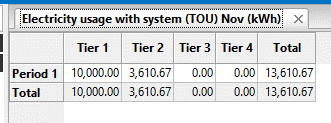 Electricity usage with system (TOU) Nov (kWh) ×
Tier 1 Tier 2 Tier 3 Tier 4 Total
Period 1 10,000.00 3,610.67 0.00 0.00 13,610.67
Total 10,000.00 3,610.67 0.00 0.00 13,610.67